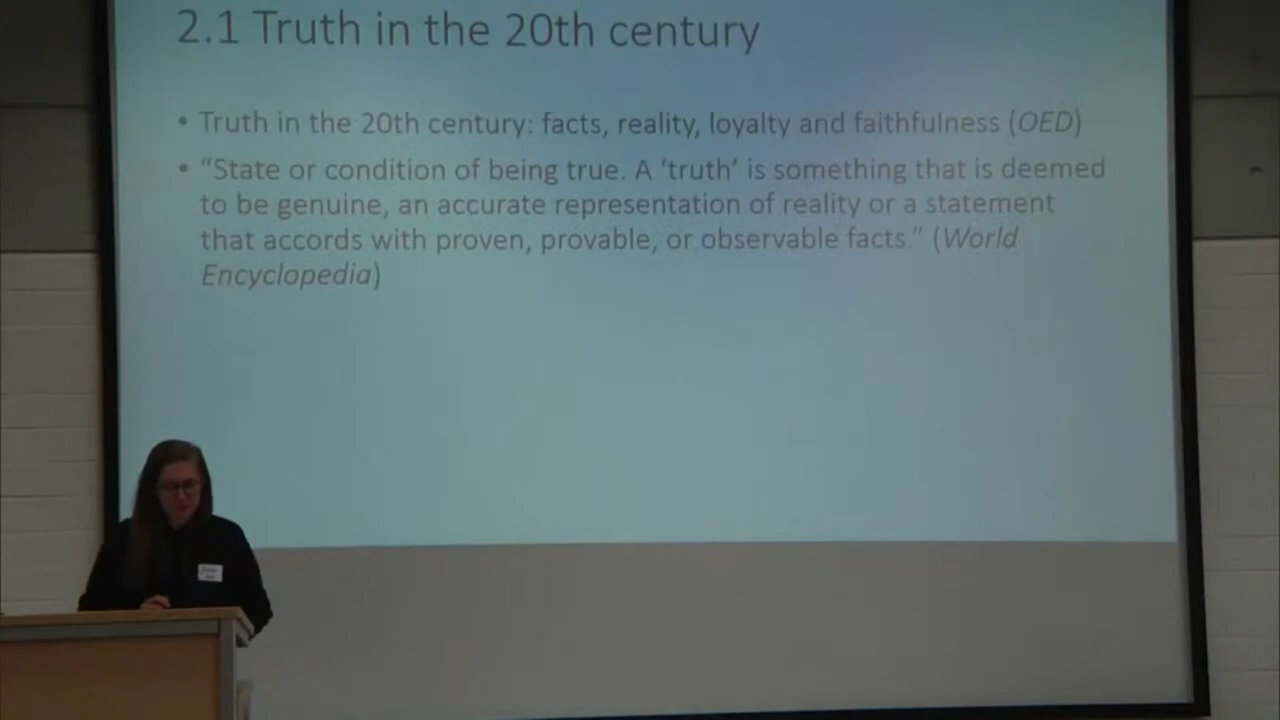 2.1 Truth in the 20th century
• Truth in the 20th century: facts, reality, loyalty and faithfulness (OED)
• “State or condition of being true. A ‘truth’ is something that is deemed
to be genuine, an accurate representation of reality or a statement
that accords with proven, provable, or observable facts.” (World
Encyclopedia)